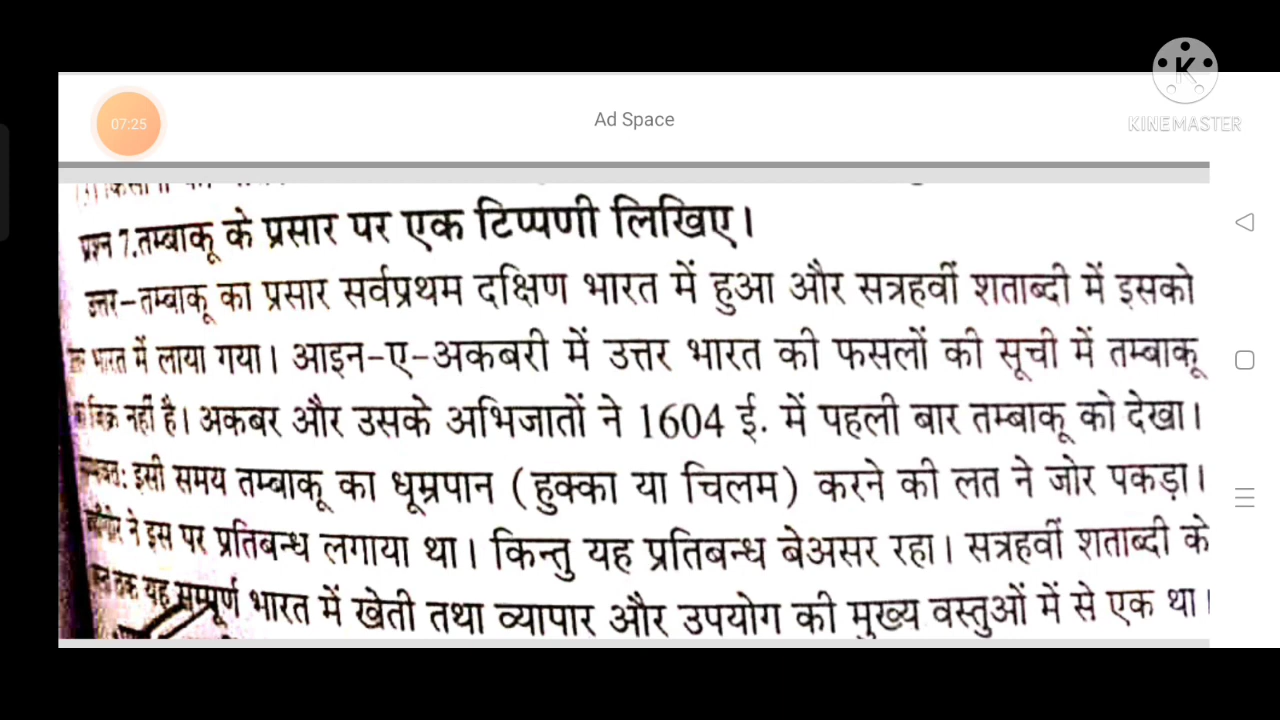 KINEMASTER
07:25
Ad Space
प्रश्न 7. तम्बाकू के प्रसार पर एक टिप्पणी लिखिए।
उत्तर-तम्बाकू का प्रसार सर्वप्रथम दक्षिण भारत में हुआ और सत्रहवीं शताब्दी में इसको
भारत में लाया गया। आइन-ए-अकबरी में उत्तर भारत की फसलों की सूची में तम्बाकू
नहीं है। अकबर और उसके अभिजातों ने 1604 ई. में पहली बार तम्बाकू को देखा।
इसी समय तम्बाकू का धूम्रपान (हुक्का या चिलम) करने की लत ने जोर पकड़ा।
ने इस पर प्रतिबन्ध लगाया था। किन्तु यह प्रतिबन्ध बेअसर रहा। सत्रहवीं शताब्दी के
तक यह सम्पूर्ण भारत में खेती तथा व्यापार और उपयोग की मुख्य वस्तुओं में से एक था।